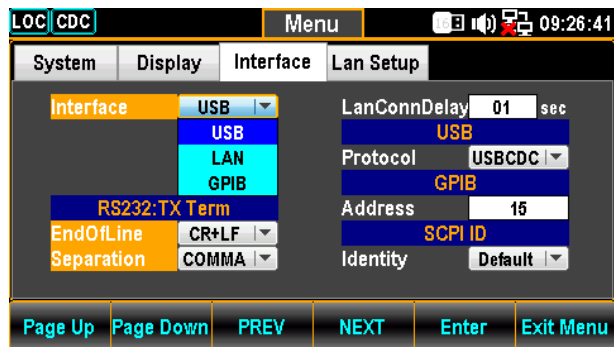 LOC CDC Menu 16E 09:26:41
System Display Interface Lan Setup
Interface USB LanConnDelay 01 sec
USB USB
LAN Protocol USBCDC
GPIB GPIB
RS232:TX Term Address 15
EndOfLine CR+LF SCPI ID
Separation COMMA Identity Default
Page Up Page Down PREV NEXT Enter Exit Menu